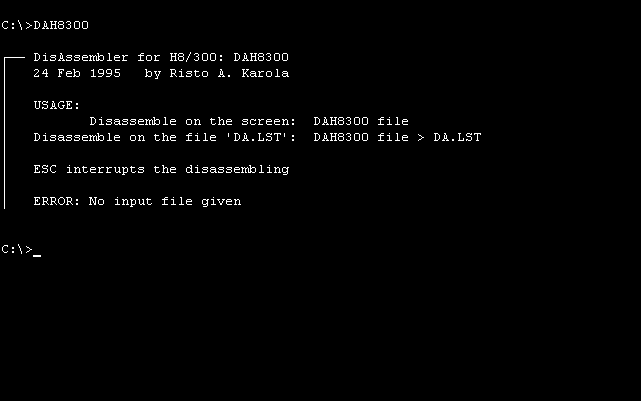 C:\>DAH8300
DisAssembler for H8/300: DAH8300
24 Feb 1995   by Risto A. Karola
USAGE:
Disassemble on the screen:  DAH8300 file
Disassemble on the file 'DA.LST':  DAH8300 file > DA.LST
ESC interrupts the disassembling
ERROR: No input file given
C:\>_